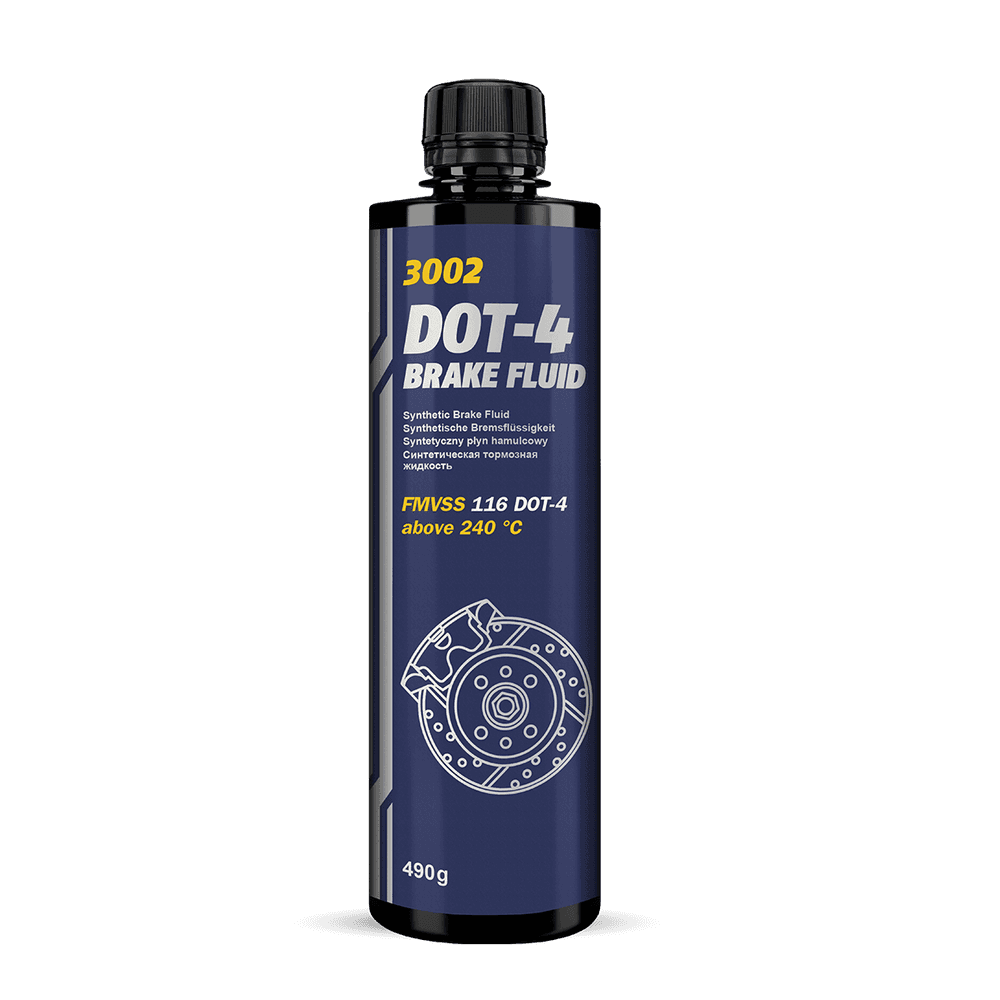 3002
DOT-4
BRAKE FLUID
Synthetic Brake Fluid
Synthetische Bremsflüssigkeit
Syntetyczny płyn hamulcowy
Синтетическая тормозная
жидкость
FMVSS 116 DOT-4
above 240 °C
490g